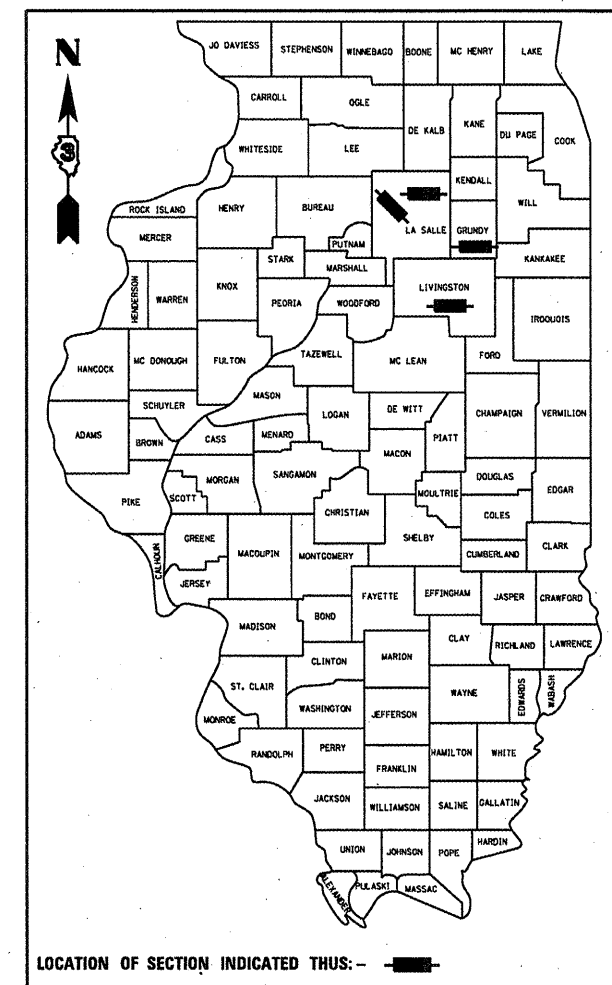 JO DAVIESS
STEPHENSON
WINNEBAGO
BOONE
MC HENRY
LAKE
N
CARROLL
OGLE
KANE
DE KALB
DU PAGE
COOK
WHITESIDE
LEE
KENDALL
WILL
ROCK ISLAND
HENRY
BUREAU
LA SALLE
GRUNDY
MERCER
PUTNAM
STARK
MARSHALL
KANKAKEE
HENDERSON
WARREN
KNOX
PEORIA
WOODFORD
LIVINGSTON
IROQUOIS
HANCOCK
MC DONOUGH
FULTON
TAZEWELL
MC LEAN
FORD
SCHUYLER
MASON
LOGAN
DE WITT
CHAMPAIGN
VERMILION
ADAMS
BROWN
CASS
MENARD
MACON
PIATT
PIKE
SCOTT
MORGAN
SANGAMON
MOULTRIE
DOUGLAS
EDGAR
CHRISTIAN
COLES
CALHOUN
GREENE
MACOUPIN
MONTGOMERY
SHELBY
CUMBERLAND
CLARK
JERSEY
FAYETTE
EFFINGHAM
JASPER
CRAWFORD
MADISON
BOND
CLAY
RICHLAND
LAWRENCE
CLINTON
MARION
ST. CLAIR
WAYNE
EDWARDS
WABASH
MONROE
WASHINGTON
JEFFERSON
RANDOLPH
PERRY
HAMILTON
WHITE
FRANKLIN
JACKSON
WILLIAMSON
SALINE
GALLATIN
UNION
JOHNSON
POPE
HARDIN
ALEXANDER
PULASKI
MASSAC
LOCATION OF SECTION INDICATED THUS:-